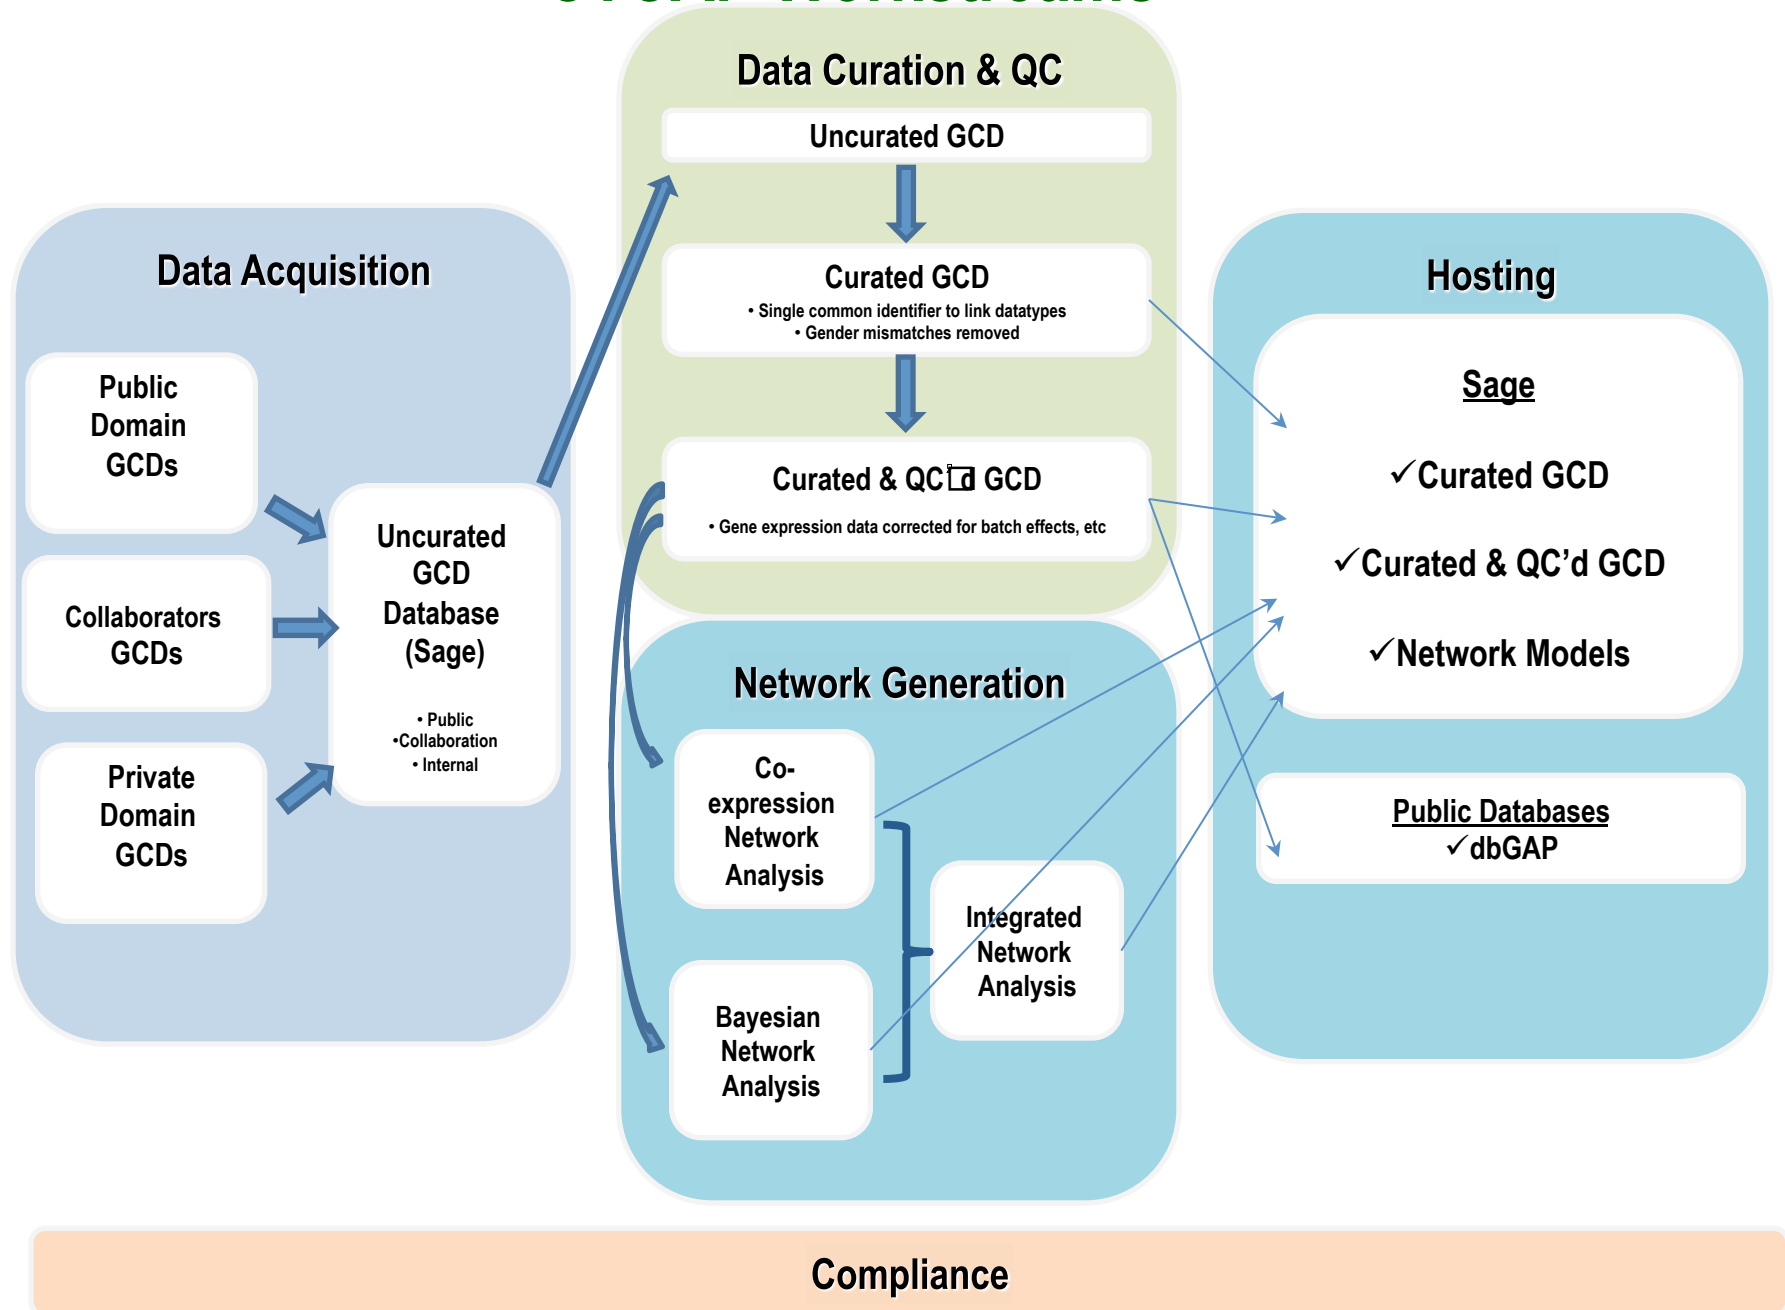 Data Curation & QC
Uncurated GCD
Curated GCD
• Single common identifier to link datatypes
• Gender mismatches removed
Curated & QC'd GCD
• Gene expression data corrected for batch effects, etc
Data Acquisition
Public
Domain
GCDs
Collaborators
GCDs
Private
Domain
GCDs
Uncurated
GCD
Database
(Sage)
• Public
•Collaboration
• Internal
Network Generation
Co-
expression
Network
Analysis
Bayesian
Network
Analysis
Integrated
Network
Analysis
Hosting
Sage
✓Curated GCD
✓Curated & QC’d GCD
✓Network Models
Public Databases
✓dbGAP
Compliance